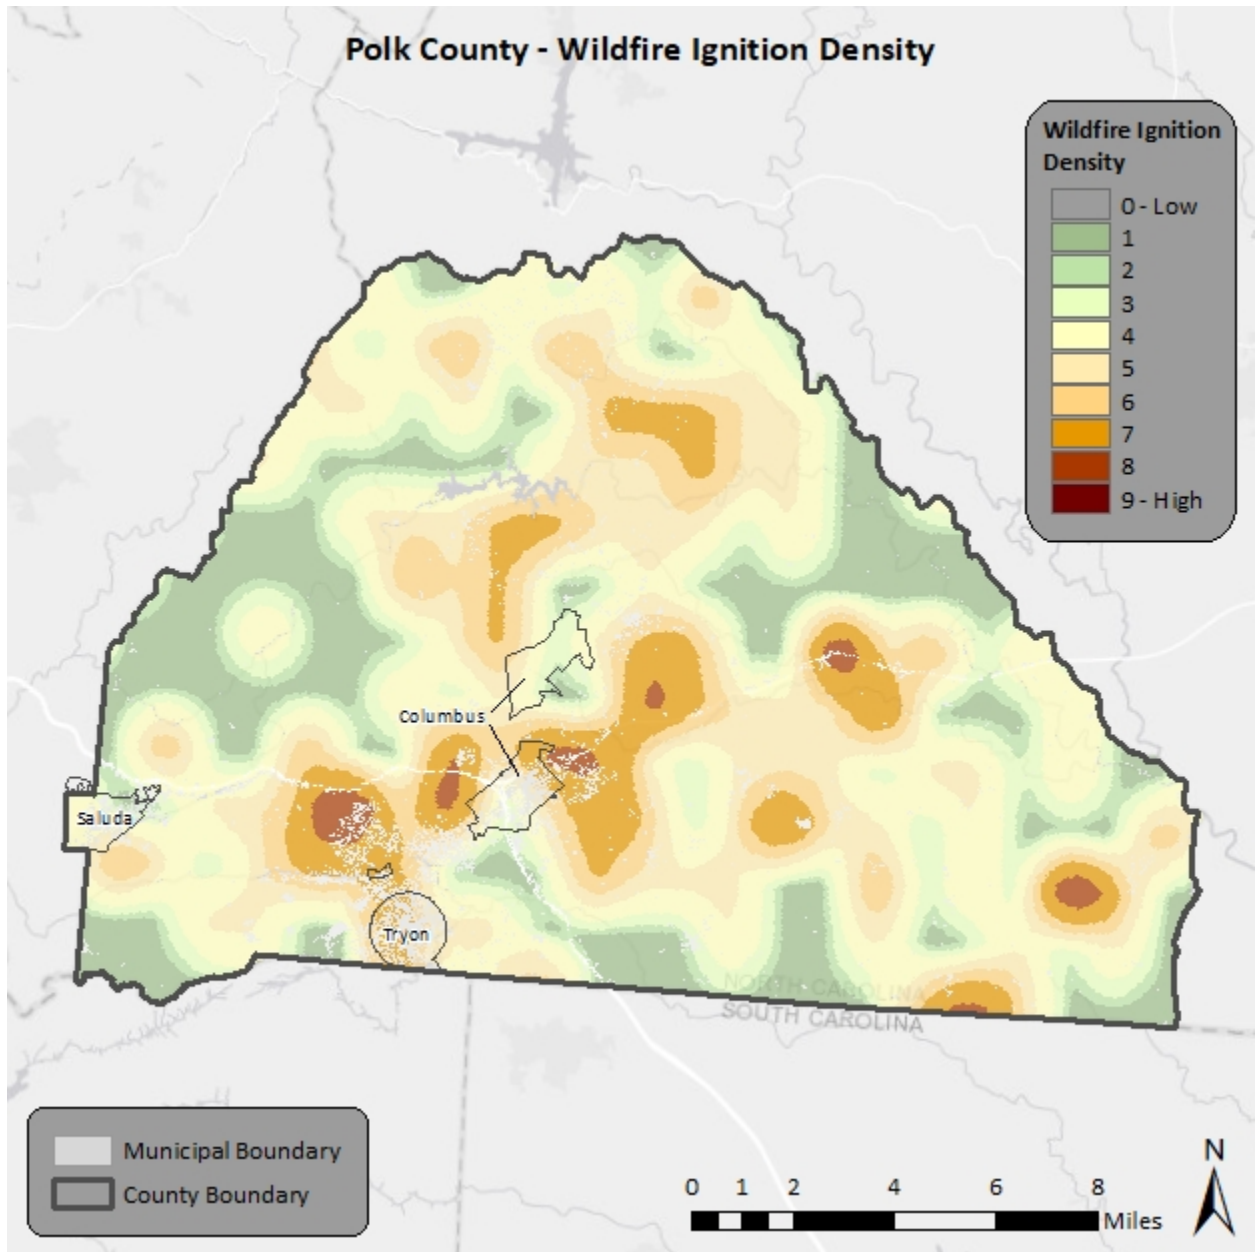 Polk County - Wildfire Ignition Density
Wildfire Ignition
Density
0 - Low
1
2
3
4
5
6
7
8
9 - High
Columbus
Saluda
Tryon
NORTH CAROLINA
SOUTH CAROLINA
Municipal Boundary
County Boundary
N
0 1 2 4 6 8
Miles